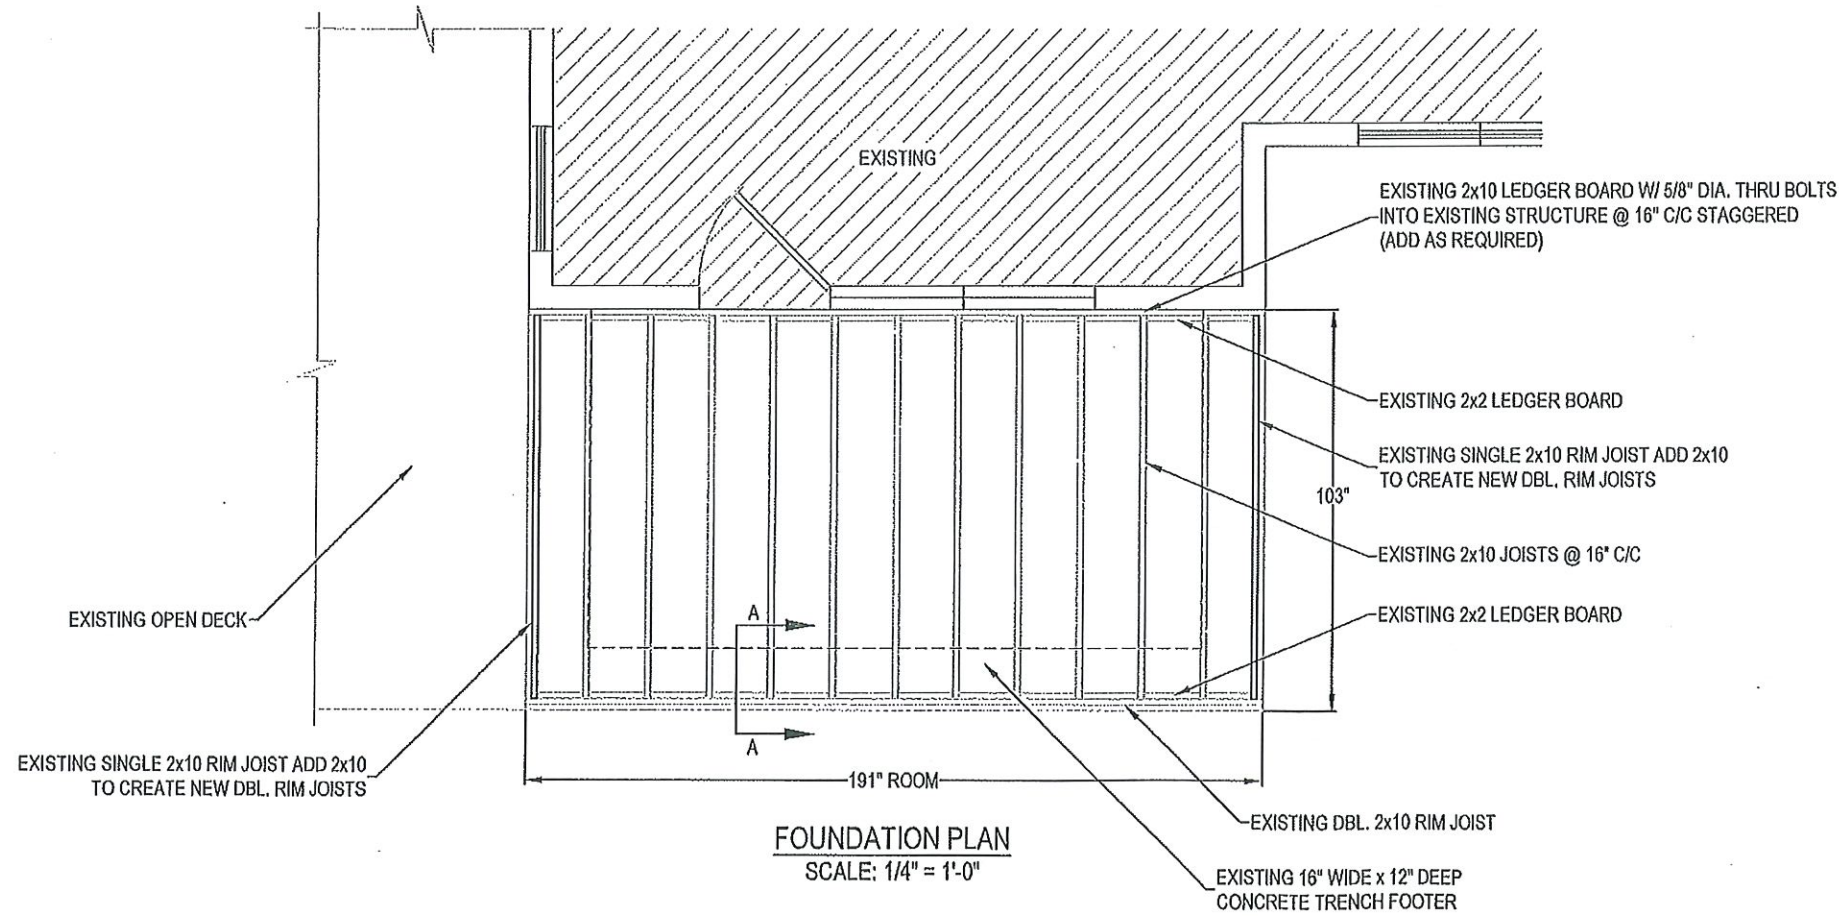 EXISTING
EXISTING 2x10 LEDGER BOARD W/ 5/8" DIA. THRU BOLTS
INTO EXISTING STRUCTURE @ 16" C/C STAGGERED
(ADD AS REQUIRED)
EXISTING 2x2 LEDGER BOARD
EXISTING SINGLE 2x10 RIM JOIST ADD 2x10
TO CREATE NEW DBL. RIM JOISTS
103"
EXISTING 2x10 JOISTS @ 16" C/C
EXISTING 2x2 LEDGER BOARD
EXISTING OPEN DECK
A
A
EXISTING SINGLE 2x10 RIM JOIST ADD 2x10
TO CREATE NEW DBL. RIM JOISTS
191" ROOM
EXISTING DBL. 2x10 RIM JOIST
FOUNDATION PLAN
SCALE: 1/4" = 1'-0"
EXISTING 16" WIDE x 12" DEEP
CONCRETE TRENCH FOOTER